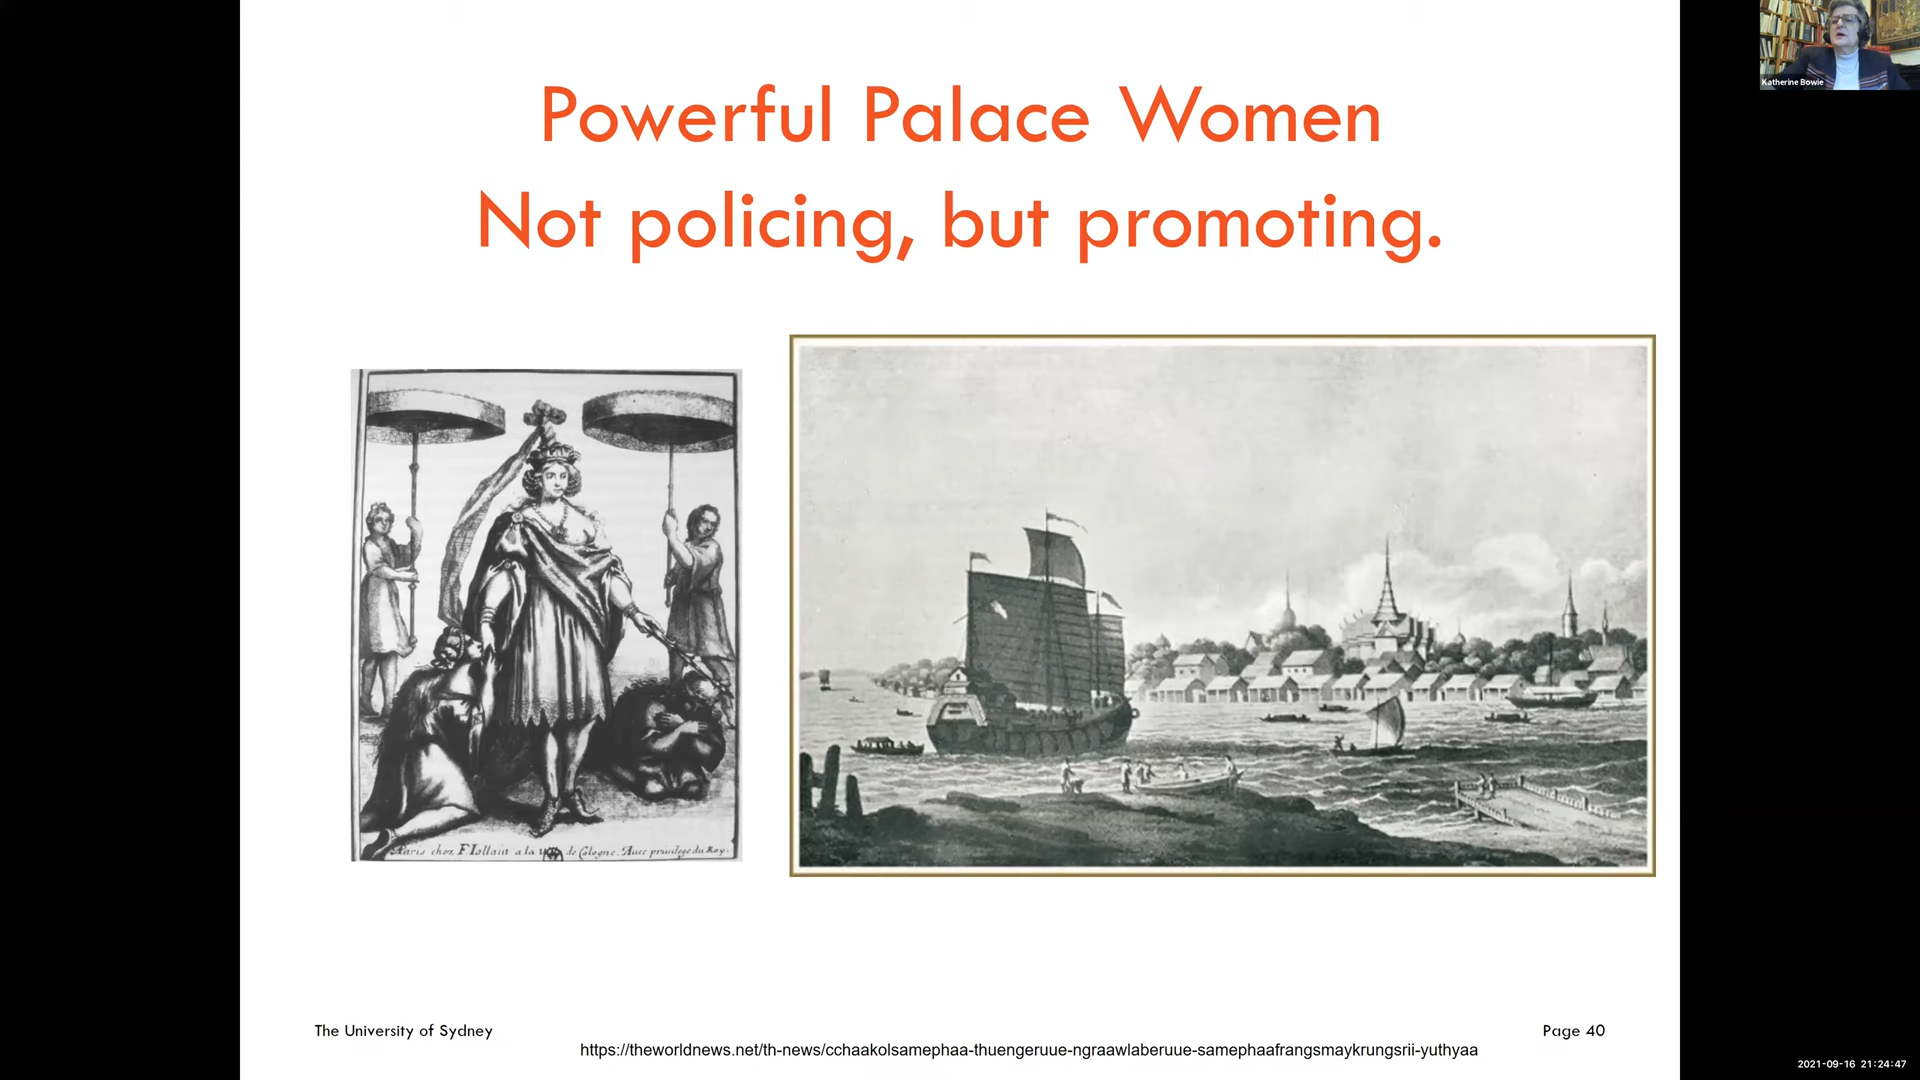 Powerful Palace Women
Not policing, but promoting.
Katherine Bowie
Paris chez F Iollain a la de Cologne. Auec priuilege du Roy.
The University of Sydney
Page 40
https://theworldnews.net/th-news/cchaakolsamephaa-thuengeruue-ngraawlaberuue-samephaafrangsmaykrungsrii-yuthyaa
2021-09-16 21:24:47